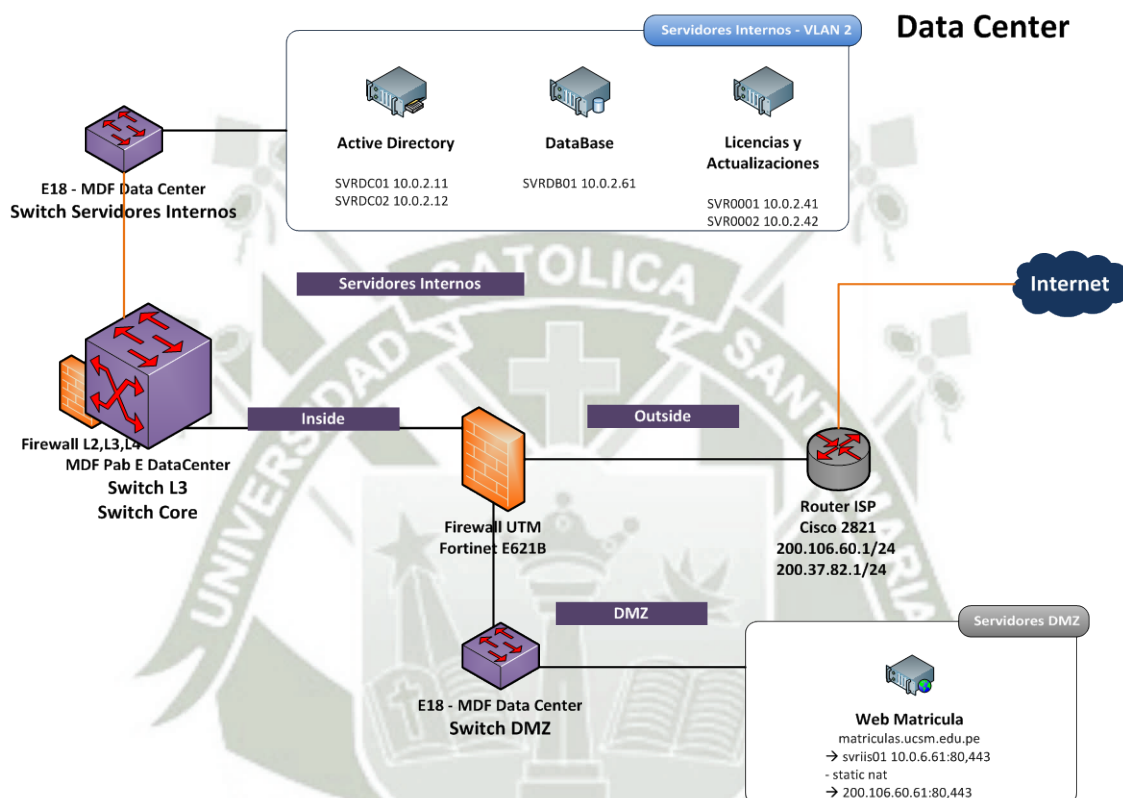 Data Center
Servidores Internos - VLAN 2
Active Directory
SVRDC01 10.0.2.11
SVRDC02 10.0.2.12
DataBase
SVRDB01 10.0.2.61
Licencias y
Actualizaciones
SVR0001 10.0.2.41
SVR0002 10.0.2.42
E18 - MDF Data Center
Switch Servidores Internos
Servidores Internos
Internet
Inside
Outside
Firewall L2,L3,L4
MDF Pab E DataCenter
Switch L3
Switch Core
Firewall UTM
Fortinet E621B
Router ISP
Cisco 2821
200.106.60.1/24
200.37.82.1/24
DMZ
E18 - MDF Data Center
Switch DMZ
Servidores DMZ
Web Matricula
matriculas.ucsm.edu.pe
→ svriis01 10.0.6.61:80,443
- static nat
→ 200.106.60.61:80,443
UNIVERSIDAD CATOLICA SANTA MARIA